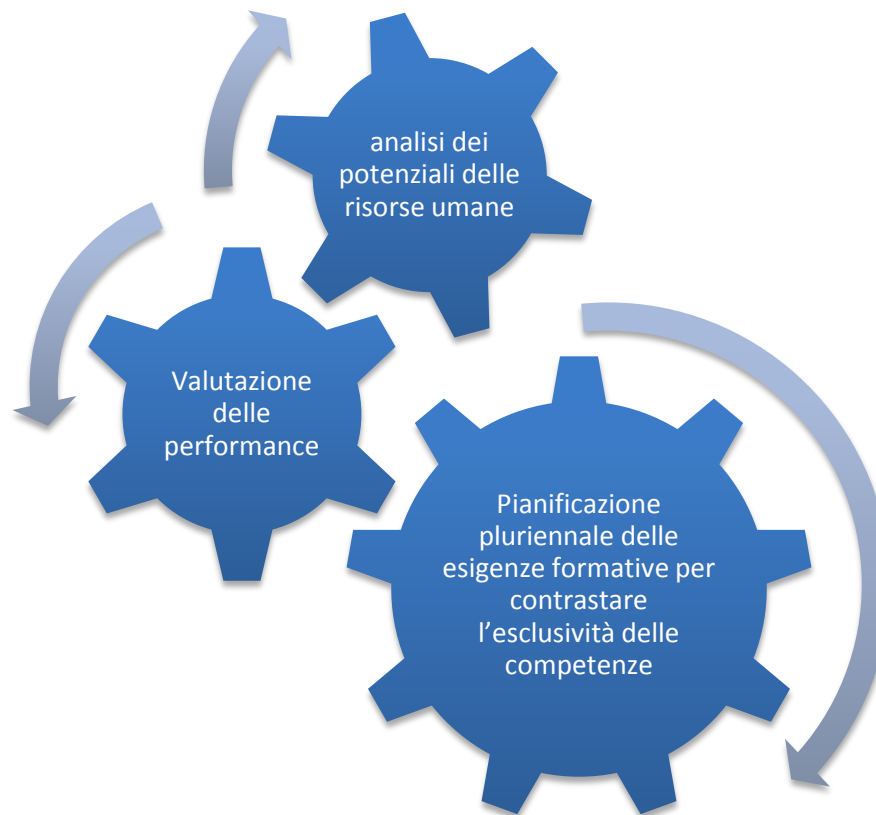 analisi dei
potenziali delle
risorse umane
Valutazione
delle
performance
Pianificazione
pluriennale delle
esigenze formative per
contrastare
l’esclusività delle
competenze